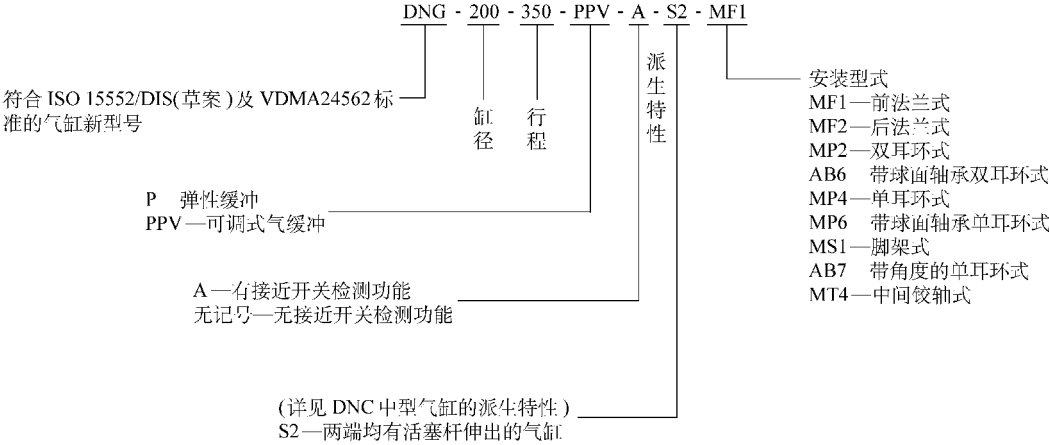 DNG - 200 - 350 - PPV - A - S2 - MF1
符合 ISO 15552/DIS(草案)及 VDMA24562 标
准的气缸新型号
缸径
行程
派生特性
P 弹性缓冲
PPV—可调式气缓冲
A—有接近开关检测功能
无记号—无接近开关检测功能
(详见 DNC 中型气缸的派生特性)
S2—两端均有活塞杆伸出的气缸
安装型式
MF1—前法兰式
MF2—后法兰式
MP2—双耳环式
AB6 带球面轴承双耳环式
MP4—单耳环式
MP6 带球面轴承单耳环式
MS1—脚架式
AB7 带角度的单耳环式
MT4—中间铰轴式